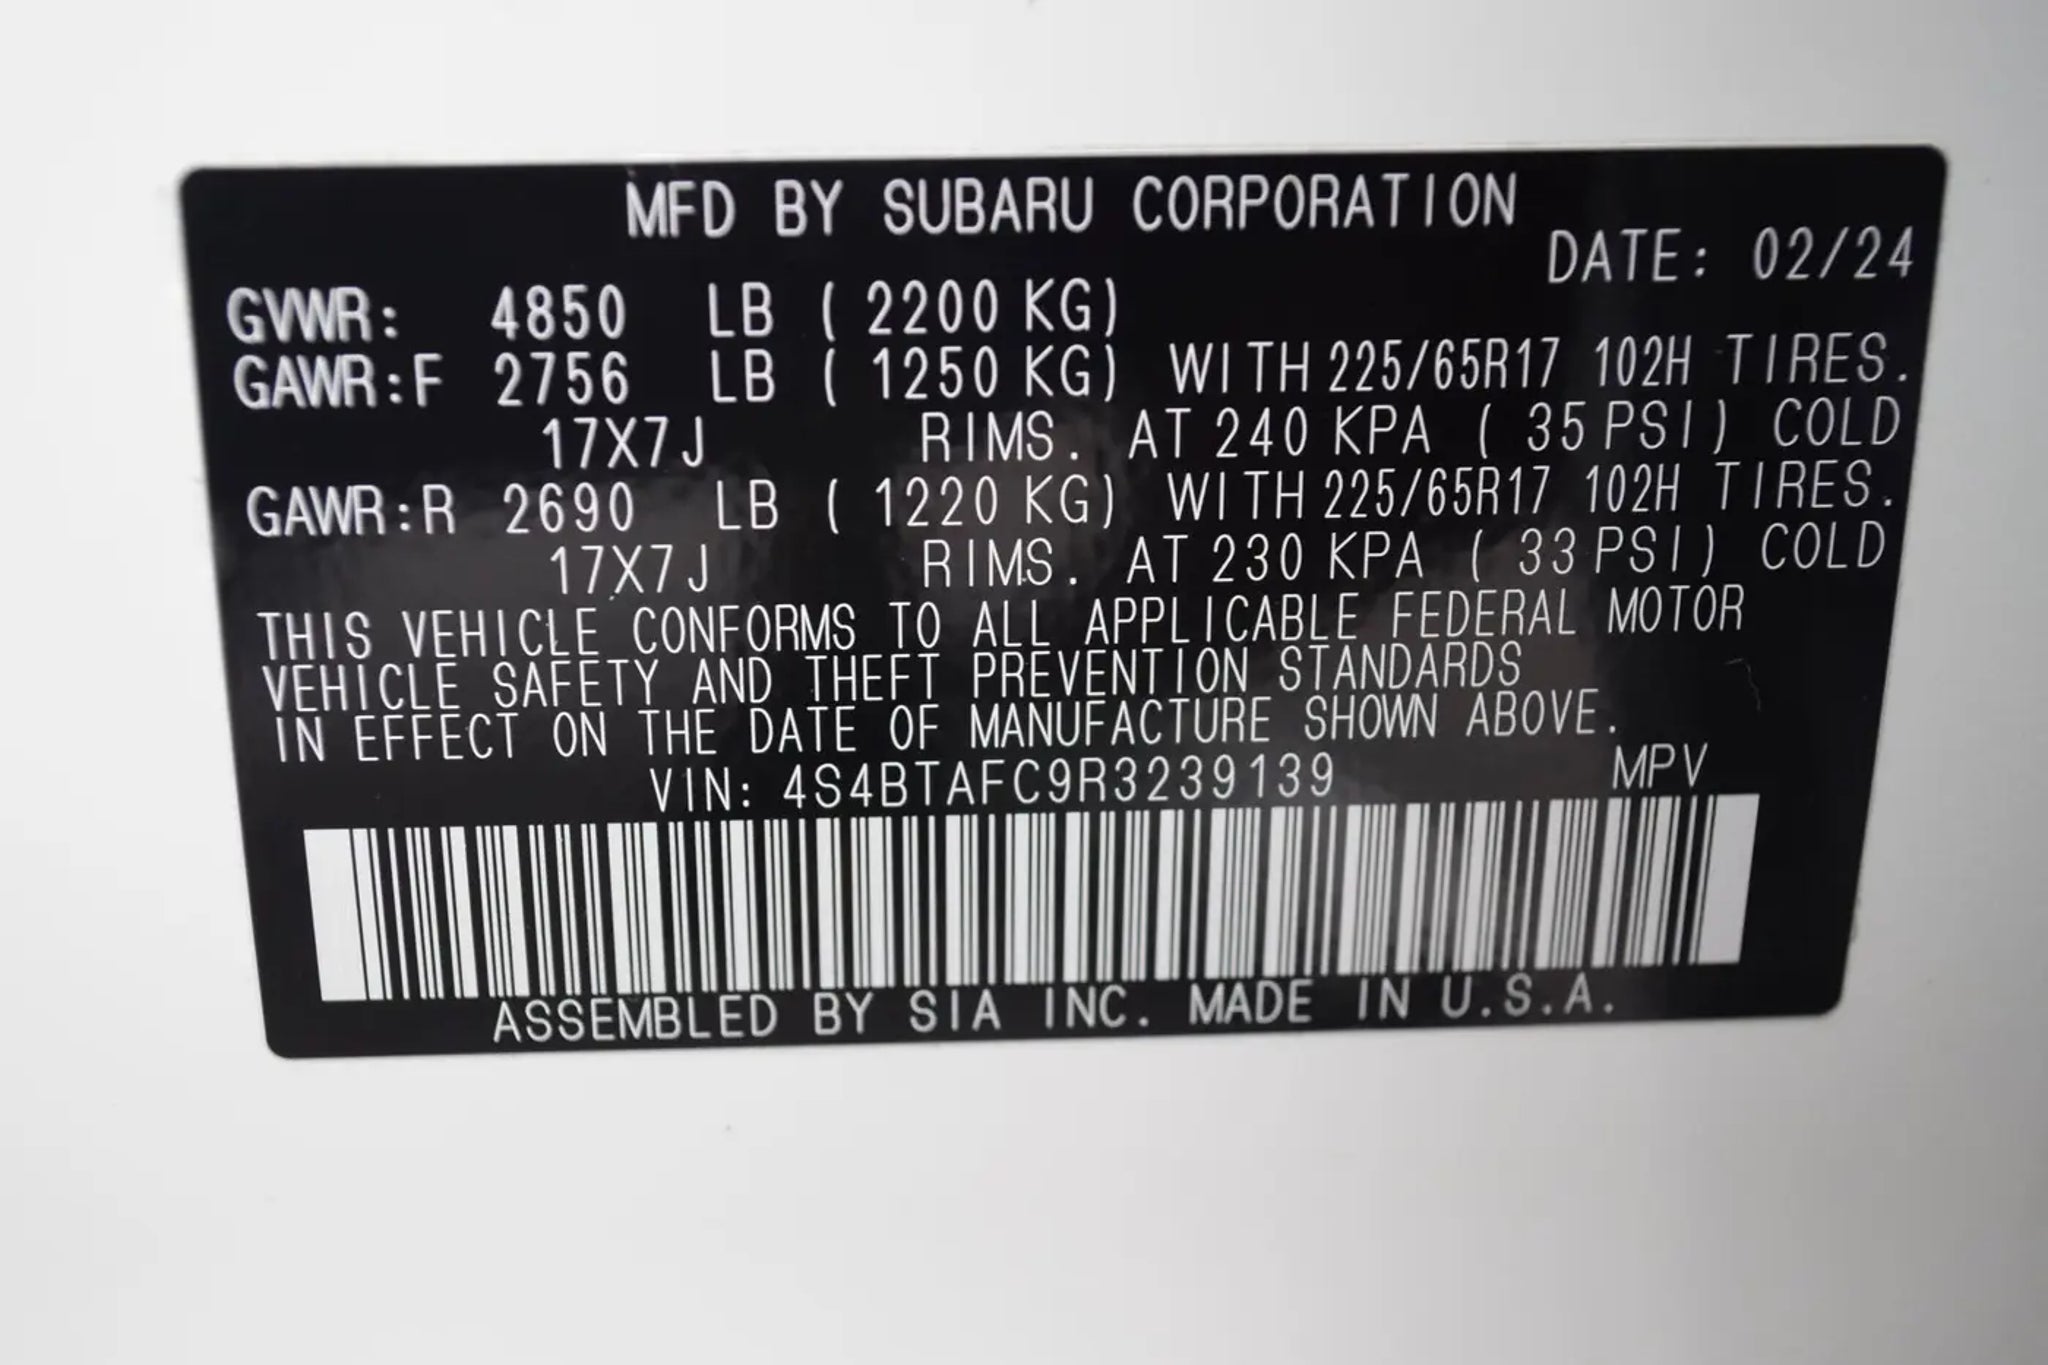 MFD BY SUBARU CORPORATION
DATE: 02/24
GVWR: 4850 LB ( 2200 KG)
GAWR:F 2756 LB ( 1250 KG) WITH 225/65R17 102H TIRES.
17X7J RIMS. AT 240 KPA ( 35 PSI) COLD
GAWR:R 2690 LB ( 1220 KG) WITH 225/65R17 102H TIRES.
17X7J RIMS. AT 230 KPA ( 33 PSI) COLD
THIS VEHICLE CONFORMS TO ALL APPLICABLE FEDERAL MOTOR
VEHICLE SAFETY AND THEFT PREVENTION STANDARDS
IN EFFECT ON THE DATE OF MANUFACTURE SHOWN ABOVE.
VIN: 4S4BTAFC9R3239139 MPV
ASSEMBLED BY SIA INC. MADE IN U.S.A.